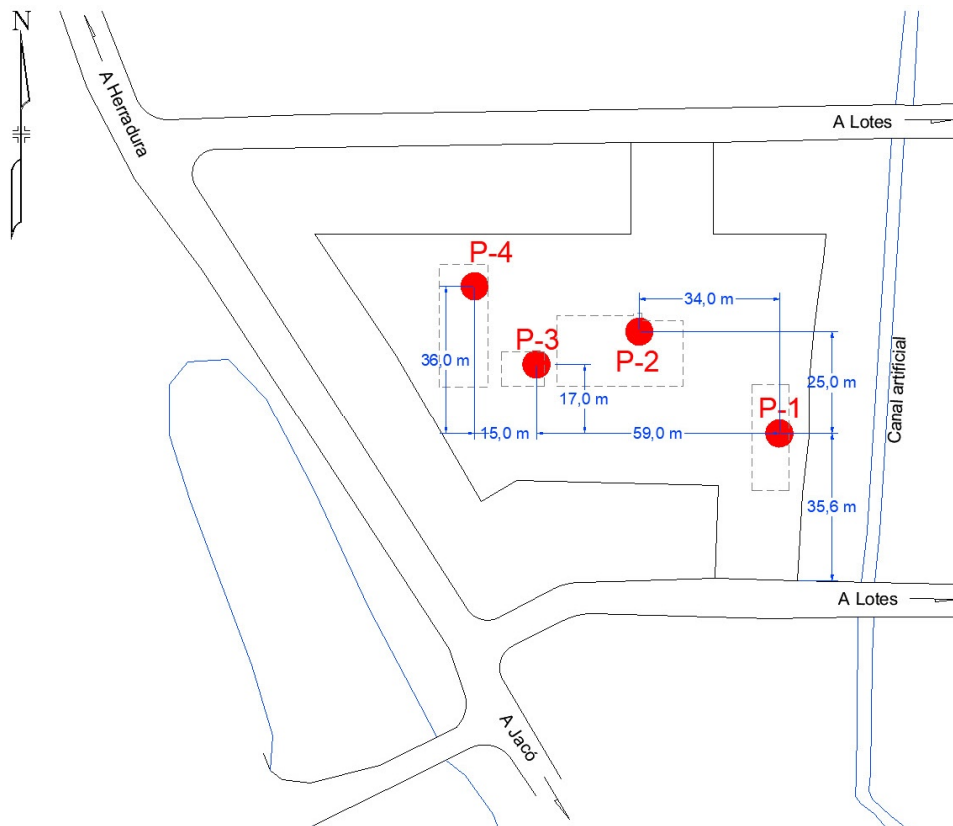 N
A Herradura
A Lotes
P-4
34,0 m
P-3
P-2
36,0 m
25,0 m
17,0 m
P-1
15,0 m
59,0 m
Canal artificial
35,6 m
A Lotes
A Jacó